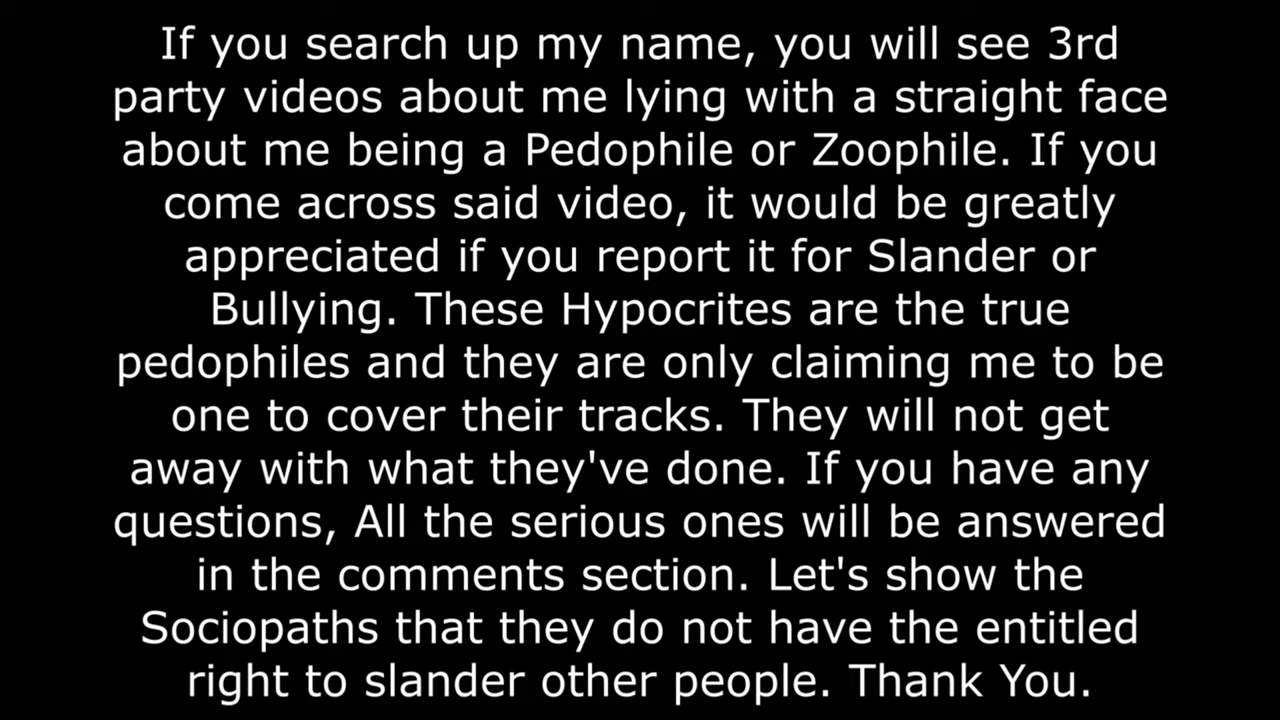 If you search up my name, you will see 3rd
party videos about me lying with a straight face
about me being a Pedophile or Zoophile. If you
come across said video, it would be greatly
appreciated if you report it for Slander or
Bullying. These Hypocrites are the true
pedophiles and they are only claiming me to be
one to cover their tracks. They will not get
away with what they've done. If you have any
questions, All the serious ones will be answered
in the comments section. Let's show the
Sociopaths that they do not have the entitled
right to slander other people. Thank You.